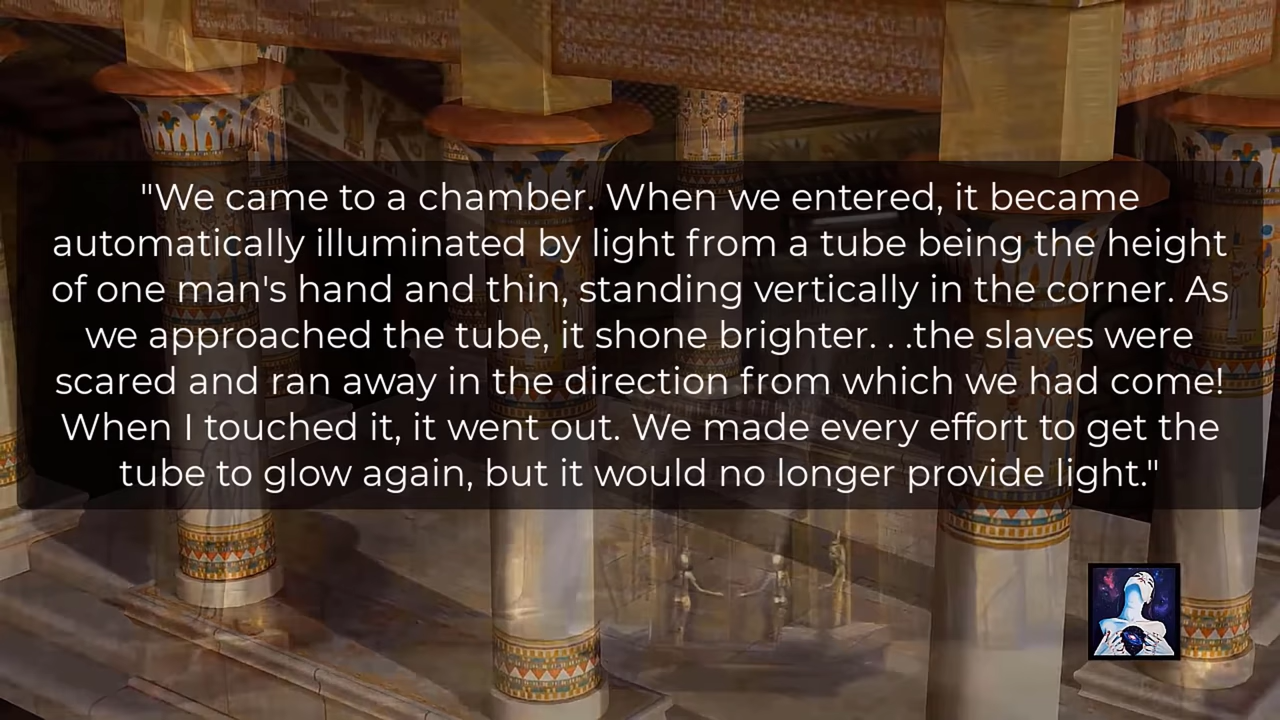 "We came to a chamber. When we entered, it became
automatically illuminated by light from a tube being the height
of one man's hand and thin, standing vertically in the corner. As
we approached the tube, it shone brighter. . .the slaves were
scared and ran away in the direction from which we had come!
When I touched it, it went out. We made every effort to get the
tube to glow again, but it would no longer provide light."